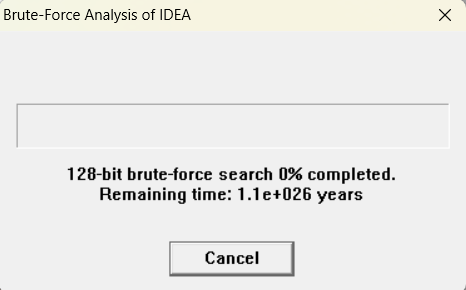 Brute-Force Analysis of IDEA
128-bit brute-force search 0% completed.
Remaining time: 1.1e+026 years
Cancel